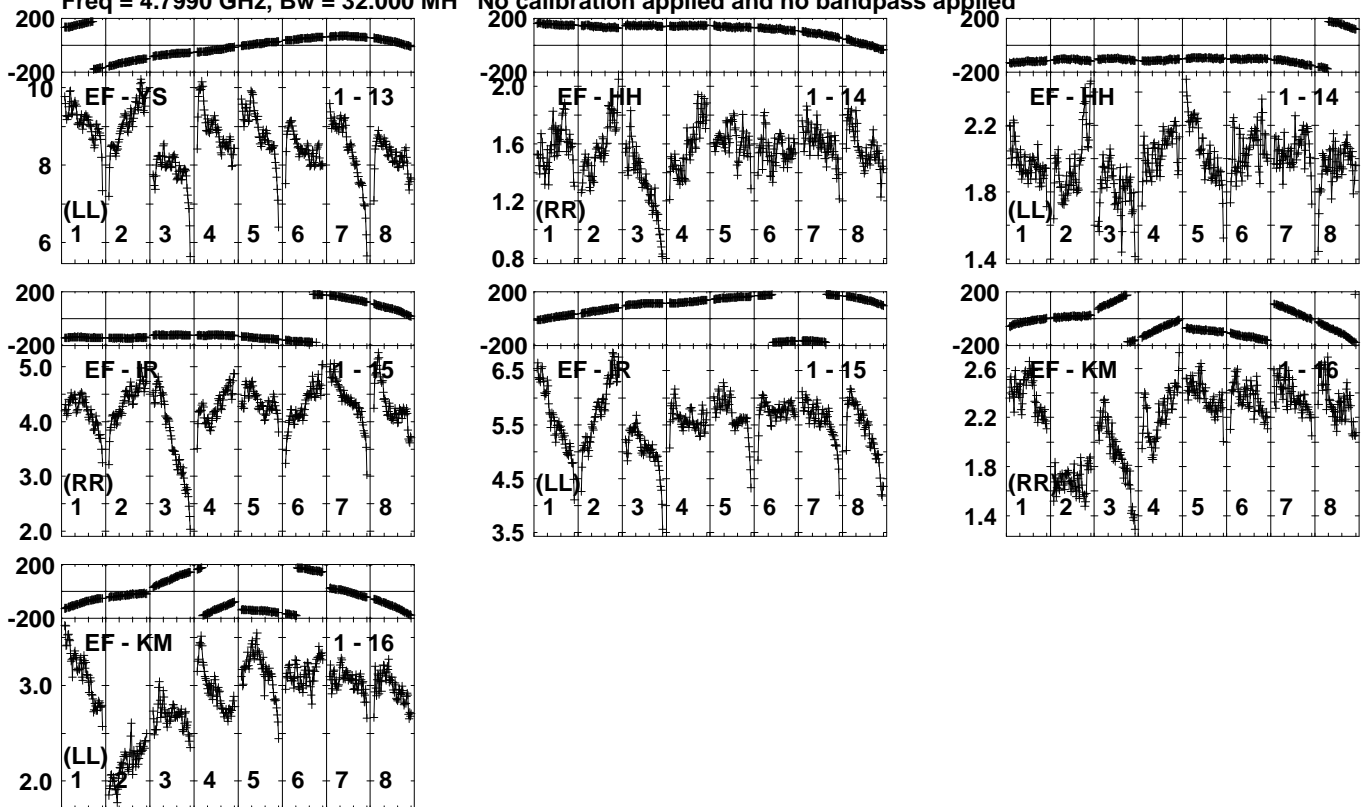 Freq = 4.7990 GHz, Bw = 32.000 MH No calibration applied and no bandpass applied
200
-200
10
8
6
EF - YS 1 - 13
(LL)
1 2 3 4 5 6 7 8
200
-200
2.0
1.6
1.2
0.8
EF - HH 1 - 14
(RR)
1 2 3 4 5 6 7 8
200
-200
2.2
1.8
1.4
EF - HH 1 - 14
(LL)
1 2 3 4 5 6 7 8
200
-200
5.0
4.0
3.0
2.0
EF - IR 1 - 15
(RR)
1 2 3 4 5 6 7 8
200
-200
6.5
5.5
4.5
3.5
EF - IR 1 - 15
(LL)
1 2 3 4 5 6 7 8
200
-200
2.6
2.2
1.8
1.4
EF - KM 1 - 16
(RR)
1 2 3 4 5 6 7 8
200
-200
3.0
2.0
EF - KM 1 - 16
(LL)
1 2 3 4 5 6 7 8